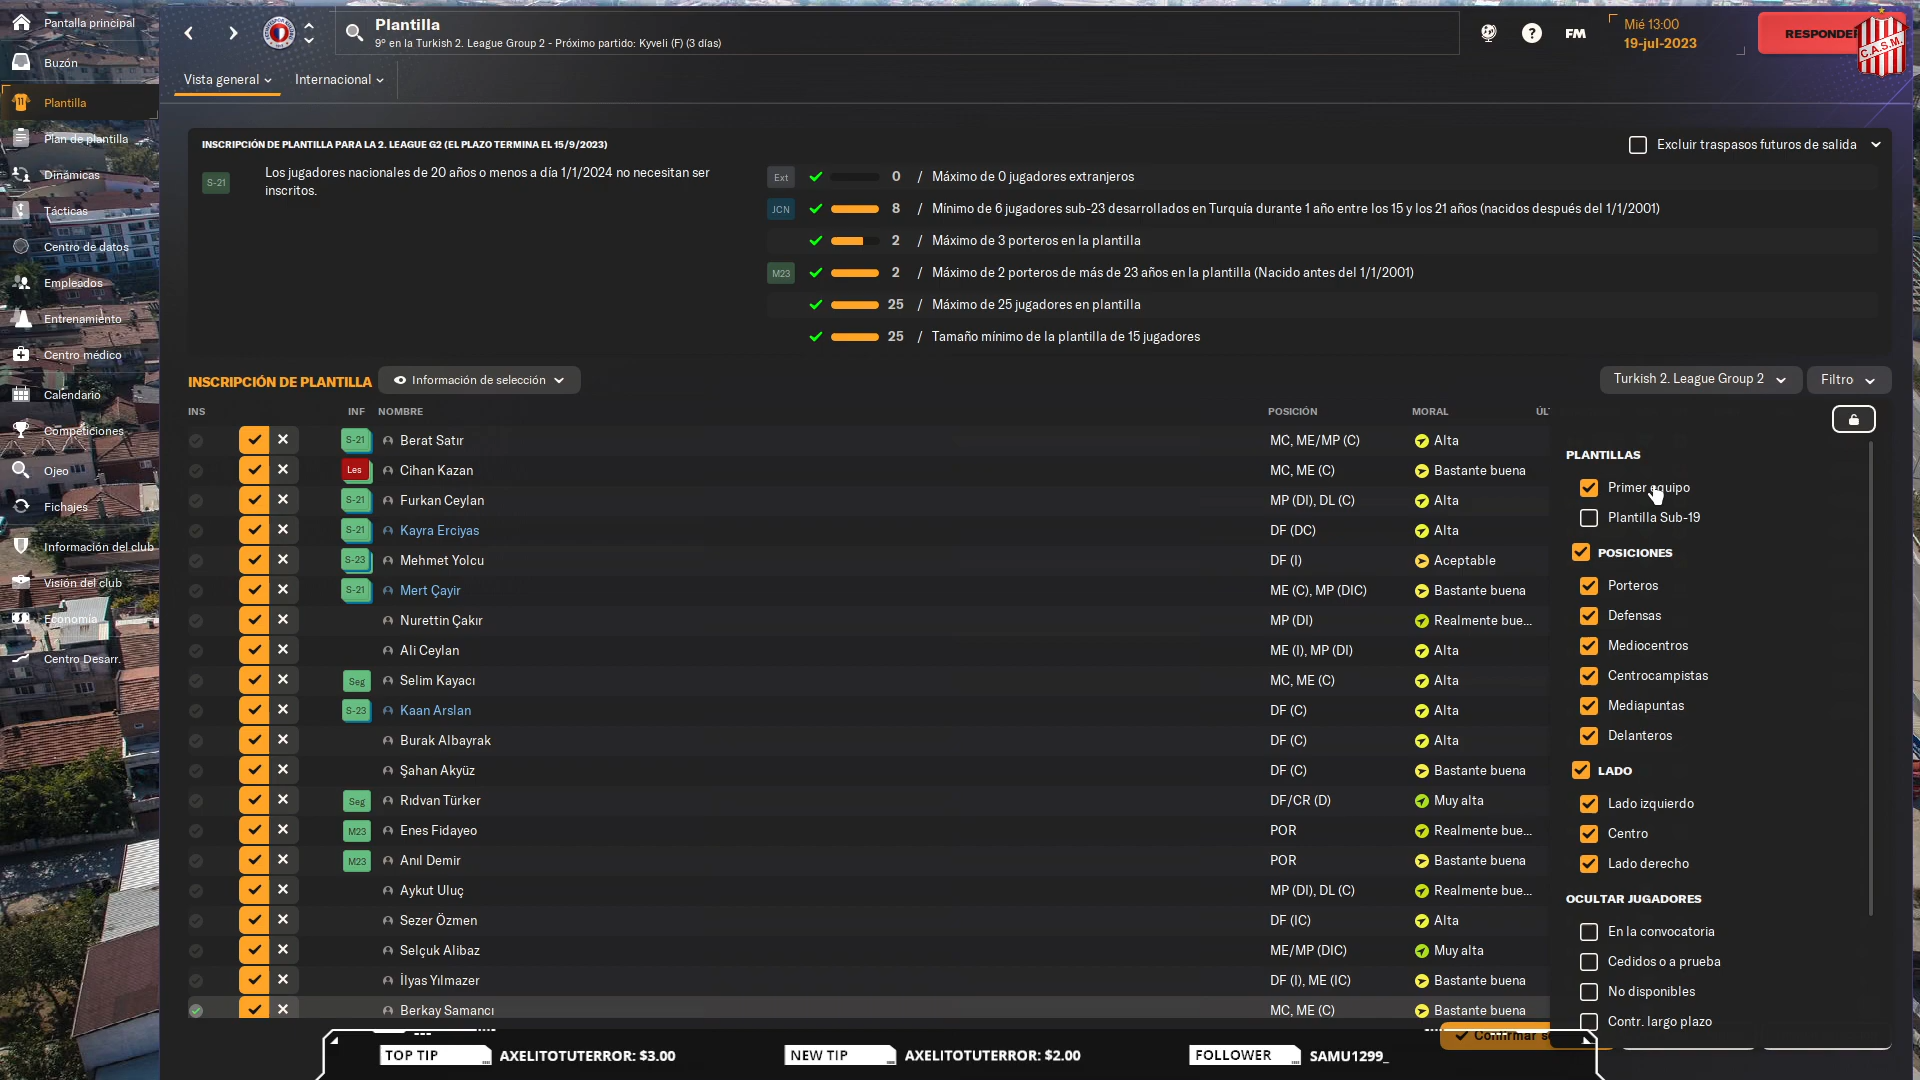 Pantalla principal
Buzón
Plantilla
Plan de plantilla
Dinámicas
Tácticas
Centro de datos
Empleados
Entrenamiento
Centro médico
Calendario
Competiciones
Ojeo
Fichajes
Información del club
Visión del club
Economía
Centro Desarr.
Plantilla
9º en la Turkish 2. League Group 2 - Próximo partido: Kyveli (F) (3 días)
FM
Mié 13:00
19-jul-2023
RESPONDER
C.A.S.M.
Vista general
Internacional
INSCRIPCIÓN DE PLANTILLA PARA LA 2. LEAGUE G2 (EL PLAZO TERMINA EL 15/9/2023)
Excluir traspasos futuros de salida
S-21 Los jugadores nacionales de 20 años o menos a día 1/1/2024 no necesitan ser
inscritos.
Ext 0 / Máximo de 0 jugadores extranjeros
JCN 8 / Mínimo de 6 jugadores sub-23 desarrollados en Turquía durante 1 año entre los 15 y los 21 años (nacidos después del 1/1/2001)
2 / Máximo de 3 porteros en la plantilla
M23 2 / Máximo de 2 porteros de más de 23 años en la plantilla (Nacido antes del 1/1/2001)
25 / Máximo de 25 jugadores en plantilla
25 / Tamaño mínimo de la plantilla de 15 jugadores
INSCRIPCIÓN DE PLANTILLA Información de selección
Turkish 2. League Group 2 Filtro
INS INF NOMBRE POSICIÓN MORAL ÚL
S-21 Berat Satır MC, ME/MP (C) Alta
Les Cihan Kazan MC, ME (C) Bastante buena
S-21 Furkan Ceylan MP (DI), DL (C) Alta
S-21 Kayra Erciyas DF (DC) Alta
S-23 Mehmet Yolcu DF (I) Aceptable
S-21 Mert Çayir ME (C), MP (DIC) Bastante buena
Nurettin Çakır MP (DI) Realmente bue...
Ali Ceylan ME (I), MP (DI) Alta
Seg Selim Kayacı MC, ME (C) Alta
S-23 Kaan Arslan DF (C) Alta
Burak Albayrak DF (C) Alta
Şahan Akyüz DF (C) Bastante buena
Seg Rıdvan Türker DF/CR (D) Muy alta
M23 Enes Fidayeo POR Realmente bue...
M23 Anıl Demir POR Bastante buena
Aykut Uluç MP (DI), DL (C) Realmente bue...
Sezer Özmen DF (IC) Alta
Selçuk Alibaz ME/MP (DIC) Muy alta
İlyas Yılmazer DF (I), ME (IC) Bastante buena
Berkay Samancı MC, ME (C) Bastante buena
PLANTILLAS
Primer equipo
Plantilla Sub-19
POSICIONES
Porteros
Defensas
Mediocentros
Centrocampistas
Mediapuntas
Delanteros
LADO
Lado izquierdo
Centro
Lado derecho
OCULTAR JUGADORES
En la convocatoria
Cedidos o a prueba
No disponibles
Contr. largo plazo
Confirmar
TOP TIP AXELITOTUTERROR: $3.00 NEW TIP AXELITOTUTERROR: $2.00 FOLLOWER SAMU1299_